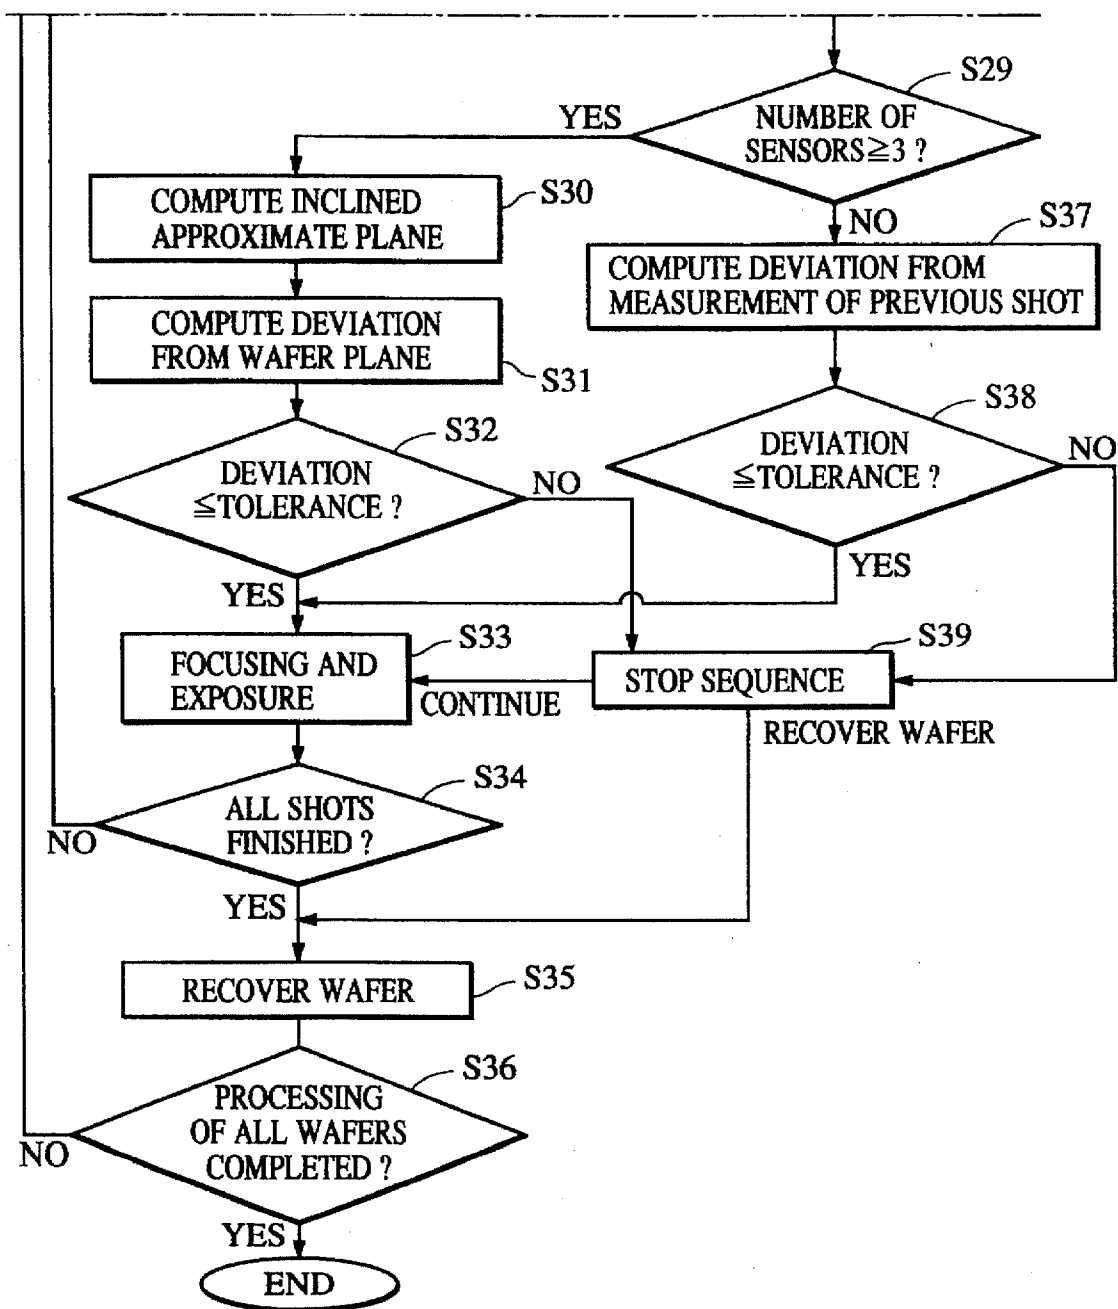 S29
YES
NUMBER OF
SENSORS≧3 ?
S30
COMPUTE INCLINED
APPROXIMATE PLANE
NO
S37
COMPUTE DEVIATION FROM
MEASUREMENT OF PREVIOUS SHOT
COMPUTE DEVIATION
FROM WAFER PLANE
S31
S38
S32
DEVIATION
≦TOLERANCE ?
NO
DEVIATION
≦TOLERANCE ?
NO
YES
YES
S33
FOCUSING AND
EXPOSURE
S39
STOP SEQUENCE
CONTINUE
RECOVER WAFER
S34
ALL SHOTS
FINISHED ?
NO
YES
RECOVER WAFER
S35
S36
PROCESSING
OF ALL WAFERS
COMPLETED ?
NO
YES
END